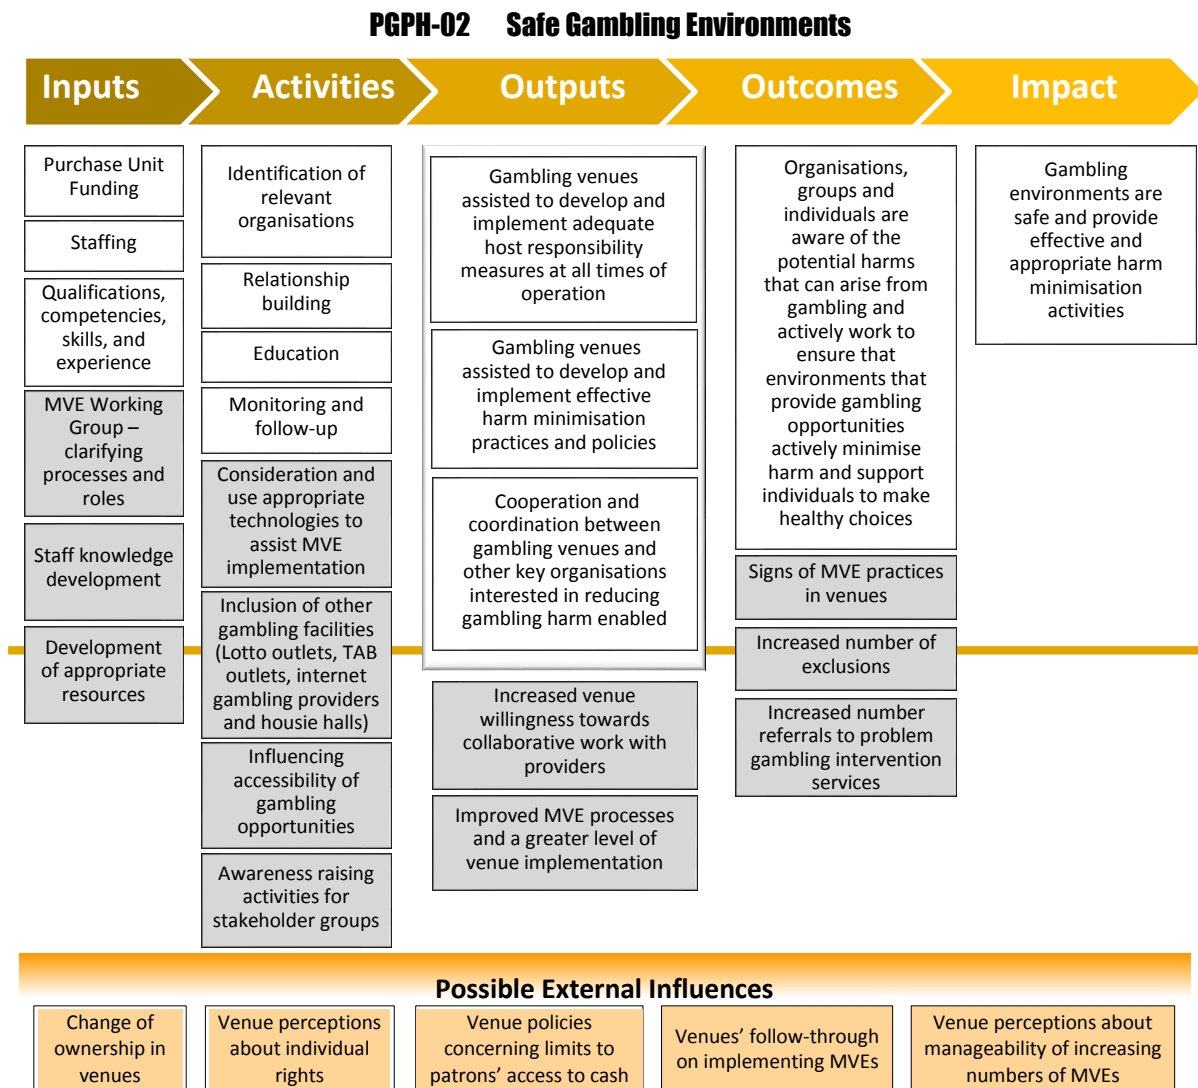 PGPH-02 Safe Gambling Environments
Inputs
Activities
Outputs
Outcomes
Impact
Purchase Unit
Funding
Staffing
Qualifications,
competencies,
skills, and
experience
MVE Working
Group –
clarifying
processes and
roles
Staff knowledge
development
Development
of appropriate
resources
Identification of
relevant
organisations
Relationship
building
Education
Monitoring and
follow-up
Consideration and
use appropriate
technologies to
assist MVE
implementation
Inclusion of other
gambling facilities
(Lotto outlets, TAB
outlets, internet
gambling providers
and housie halls)
Influencing
accessibility of
gambling
opportunities
Awareness raising
activities for
stakeholder groups
Gambling venues
assisted to develop and
implement adequate
host responsibility
measures at all times of
operation
Gambling venues
assisted to develop and
implement effective
harm minimisation
practices and policies
Cooperation and
coordination between
gambling venues and
other key organisations
interested in reducing
gambling harm enabled
Increased venue
willingness towards
collaborative work with
providers
Improved MVE processes
and a greater level of
venue implementation
Organisations,
groups and
individuals are
aware of the
potential harms
that can arise from
gambling and
actively work to
ensure that
environments that
provide gambling
opportunities
actively minimise
harm and support
individuals to make
healthy choices
Signs of MVE practices
in venues
Increased number of
exclusions
Increased number
referrals to problem
gambling intervention
services
Gambling
environments are
safe and provide
effective and
appropriate harm
minimisation
activities
Possible External Influences
Change of
ownership in
venues
Venue perceptions
about individual
rights
Venue policies
concerning limits to
patrons' access to cash
Venues' follow-through
on implementing MVEs
Venue perceptions about
manageability of increasing
numbers of MVEs